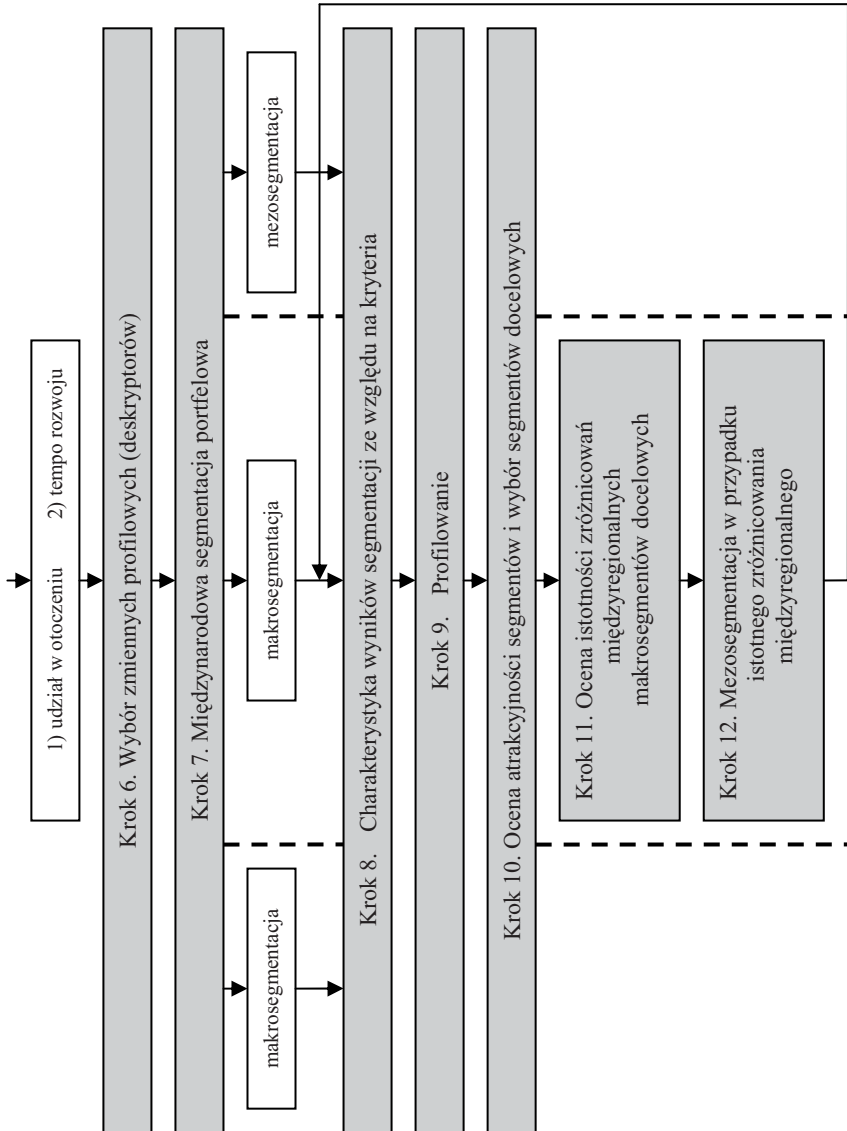 1) udział w otoczeniu 2) tempo rozwoju
Krok 6. Wybór zmiennych profilowych (deskryptorów)
Krok 7. Międzynarodowa segmentacja portfelowa
makrosegmentacja
makrosegmentacja
mezosegmentacja
Krok 8. Charakterystyka wyników segmentacji ze względu na kryteria
Krok 9. Profilowanie
Krok 10. Ocena atrakcyjności segmentów i wybór segmentów docelowych
Krok 11. Ocena istotności zróżnicowań
międzyregionalnych
makrosegmentów docelowych
Krok 12. Mezosegmentacja w przypadku
istotnego zróżnicowania
międzyregionalnego